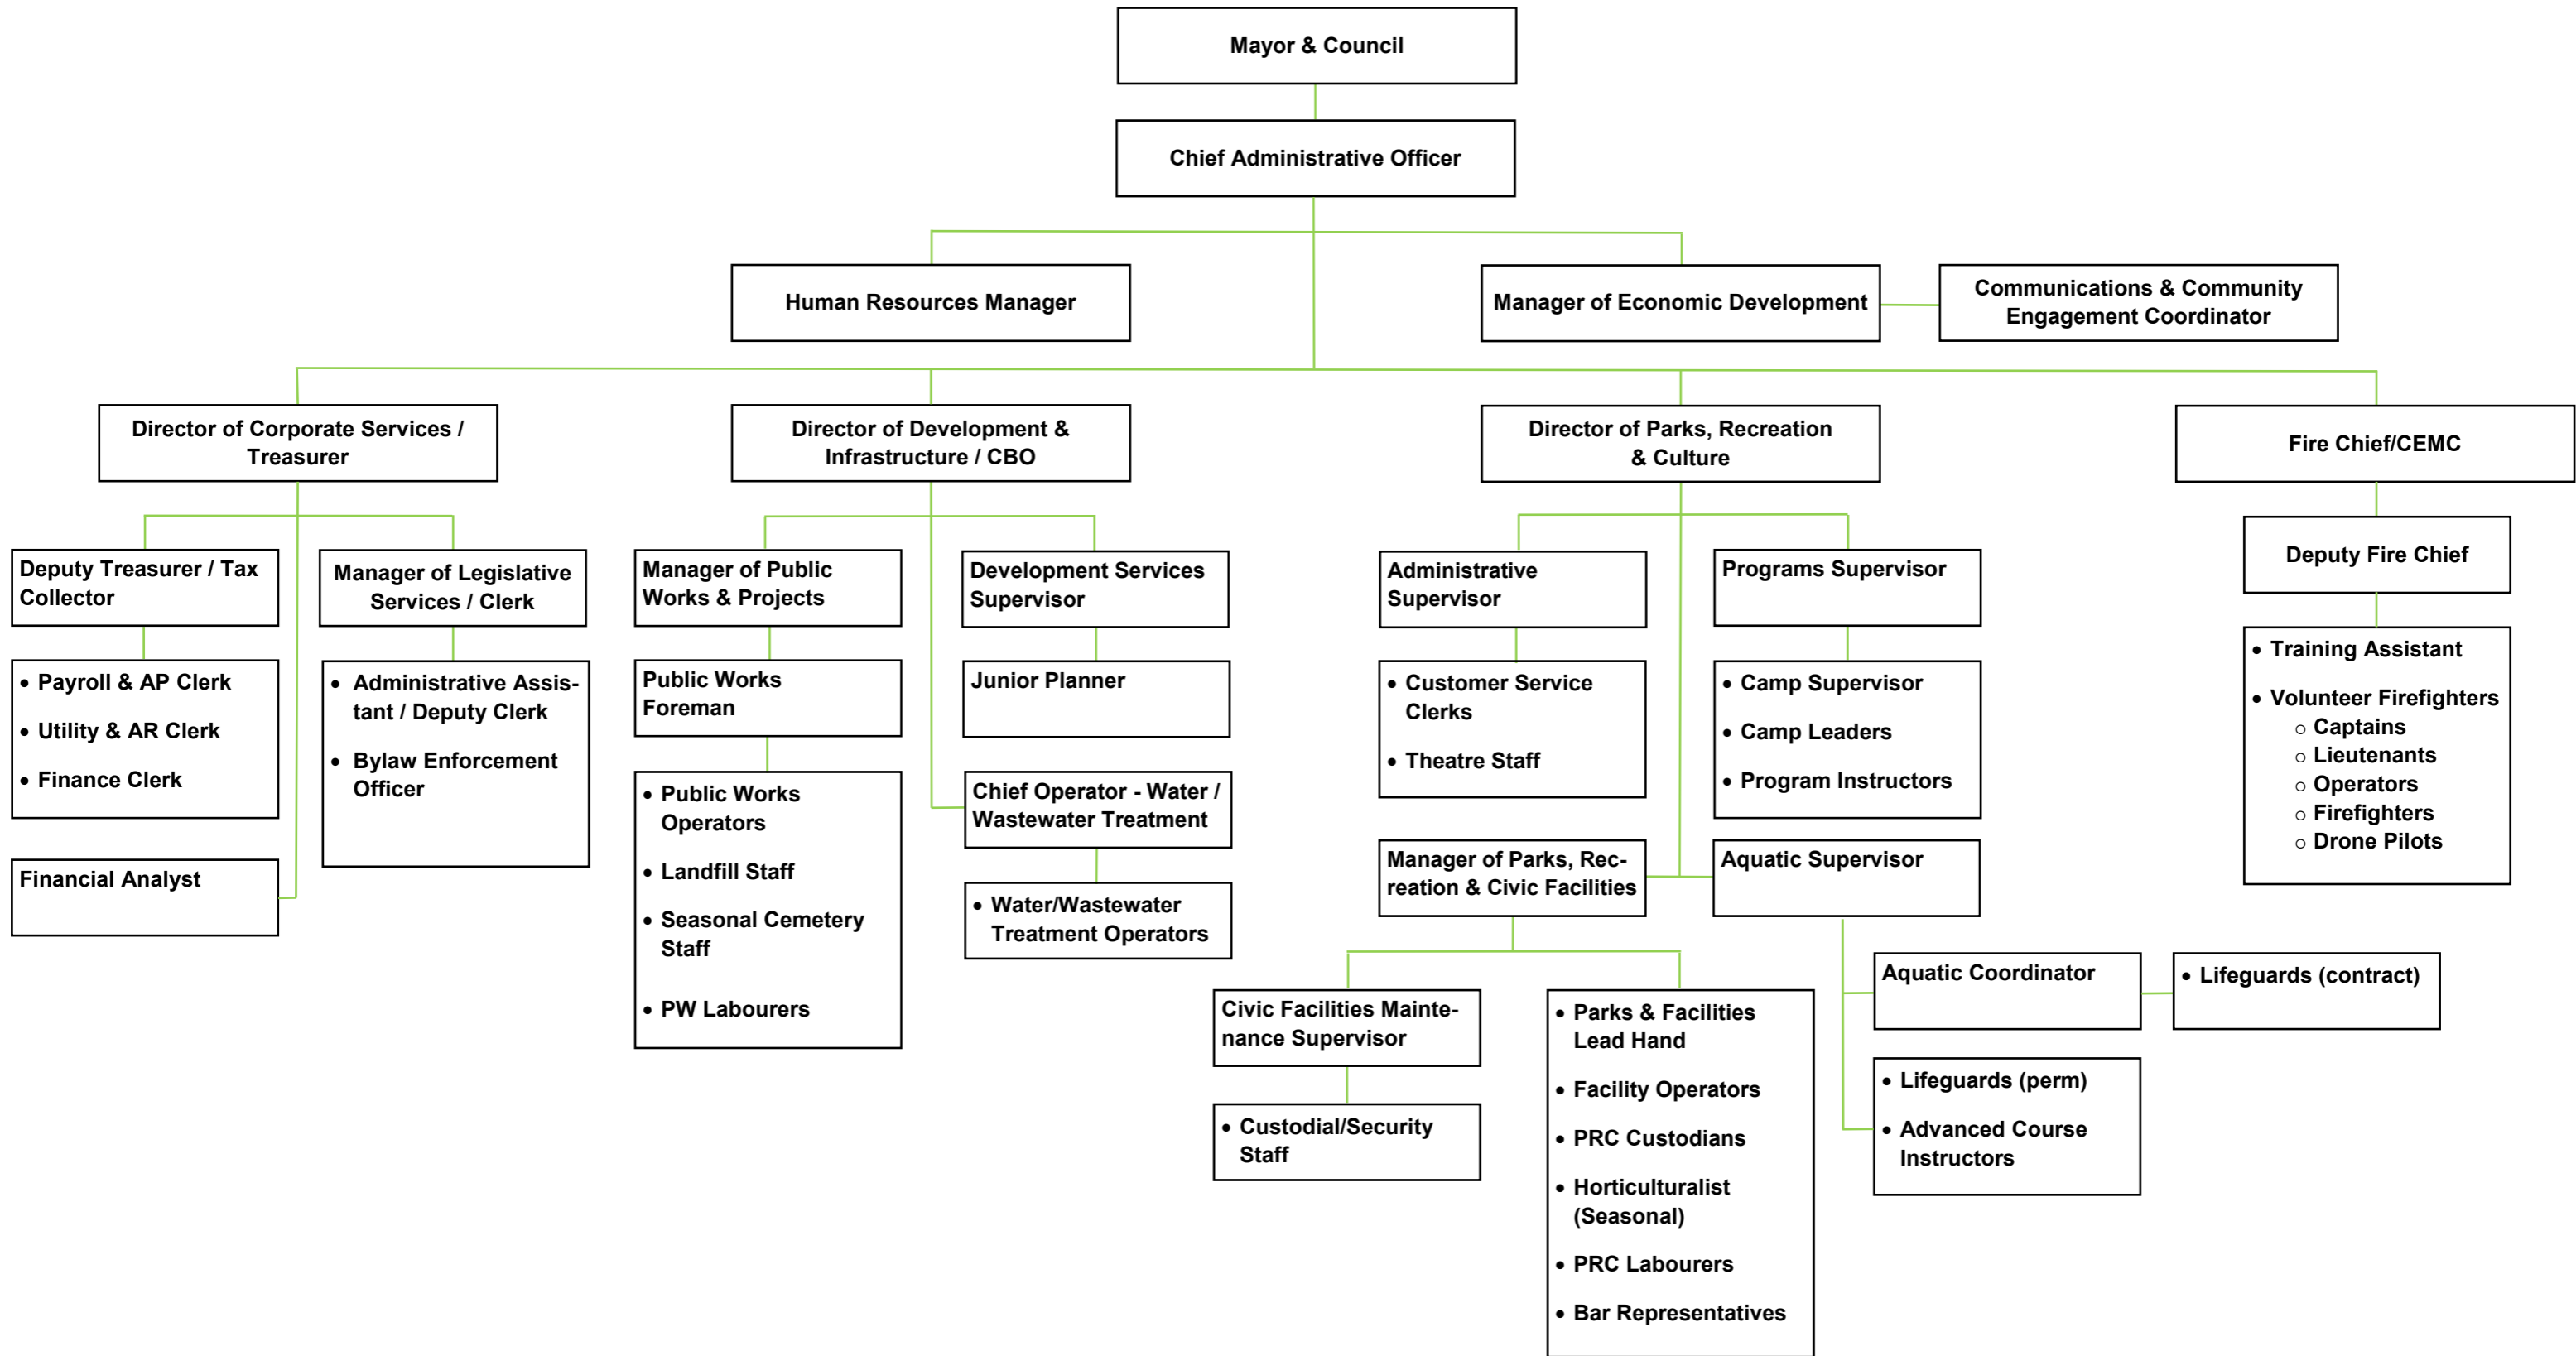 Mayor & Council
Chief Administrative Officer
Human Resources Manager
Manager of Economic Development
Communications & Community
Engagement Coordinator
Director of Corporate Services /
Treasurer
Director of Development &
Infrastructure / CBO
Director of Parks, Recreation
& Culture
Fire Chief/CEMC
Deputy Treasurer / Tax
Collector
• Payroll & AP Clerk
• Utility & AR Clerk
• Finance Clerk
Financial Analyst
Manager of Legislative
Services / Clerk
• Administrative Assis-
tant / Deputy Clerk
• Bylaw Enforcement
Officer
Manager of Public
Works & Projects
Public Works
Foreman
• Public Works
Operators
• Landfill Staff
• Seasonal Cemetery
Staff
• PW Labourers
Development Services
Supervisor
Junior Planner
Chief Operator - Water /
Wastewater Treatment
• Water/Wastewater
Treatment Operators
Administrative
Supervisor
• Customer Service
Clerks
• Theatre Staff
Programs Supervisor
• Camp Supervisor
• Camp Leaders
• Program Instructors
Manager of Parks, Rec-
reation & Civic Facilities
Civic Facilities Mainte-
nance Supervisor
• Custodial/Security
Staff
• Parks & Facilities
Lead Hand
• Facility Operators
• PRC Custodians
• Horticulturalist
(Seasonal)
• PRC Labourers
• Bar Representatives
Aquatic Supervisor
Aquatic Coordinator
• Lifeguards (contract)
• Lifeguards (perm)
• Advanced Course
Instructors
Deputy Fire Chief
• Training Assistant
• Volunteer Firefighters
○ Captains
○ Lieutenants
○ Operators
○ Firefighters
○ Drone Pilots